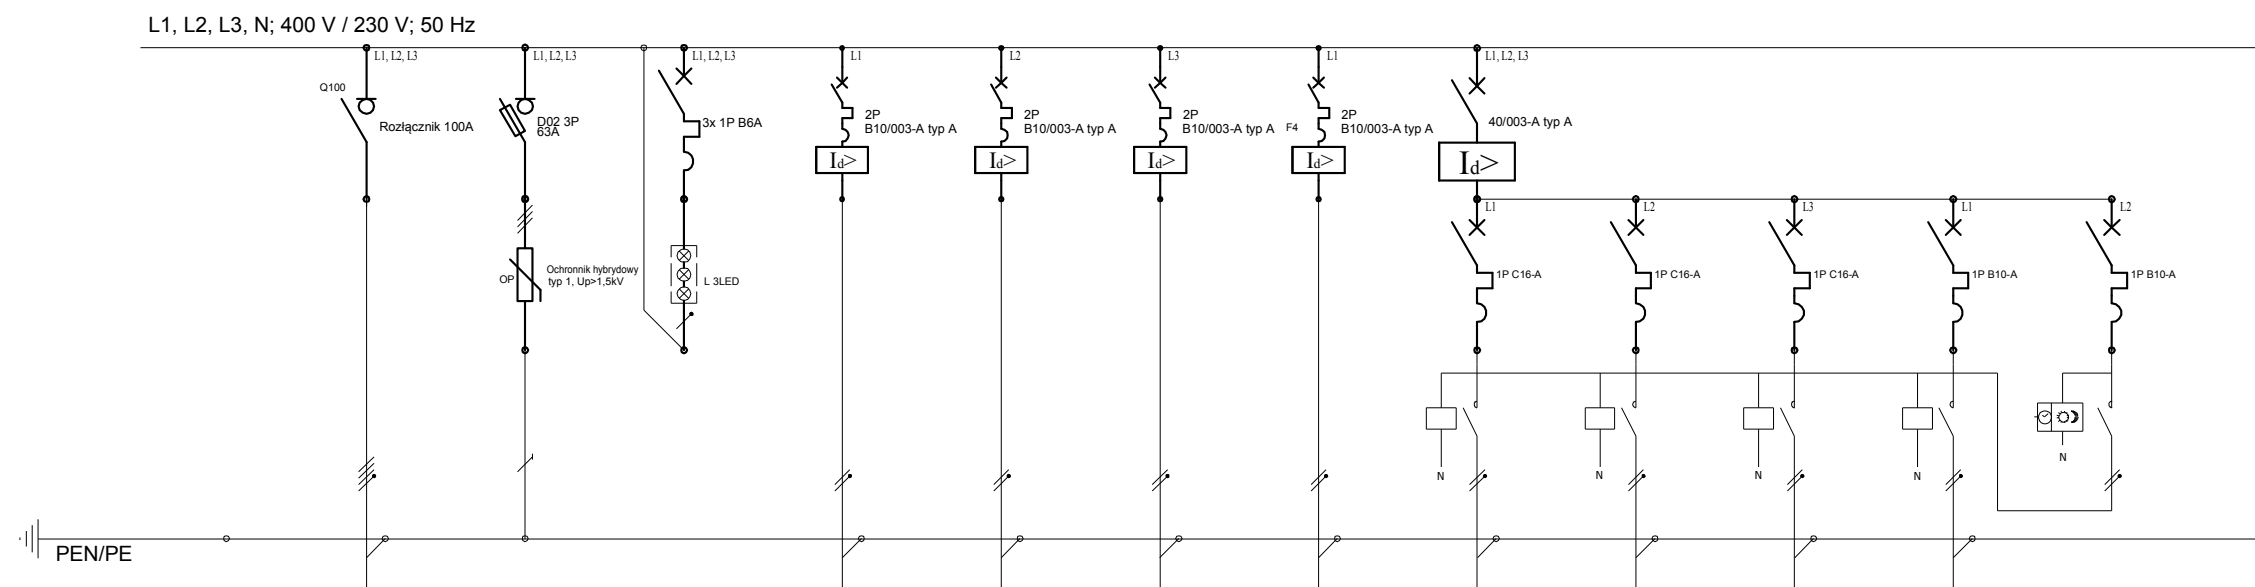 L1, L2, L3, N; 400 V / 230 V; 50 Hz
L1, L2, L3
L1, L2, L3
L1, L2, L3
L1
L2
L3
L1
L1, L2, L3
Q100
Rozłącznik 100A
D02 3P
63A
3x 1P B6A
2P
B10/003-A typ A
2P
B10/003-A typ A
2P
B10/003-A typ A
F4
2P
B10/003-A typ A
40/003-A typ A
Id>
Id>
Id>
Id>
Id>
L1
L2
L3
L1
L2
OP
Ochronnik hybrydowy
typ 1, Up>1,5kV
L 3LED
1P C16-A
1P C16-A
1P C16-A
1P B10-A
1P B10-A
N
N
N
N
N
PEN/PE